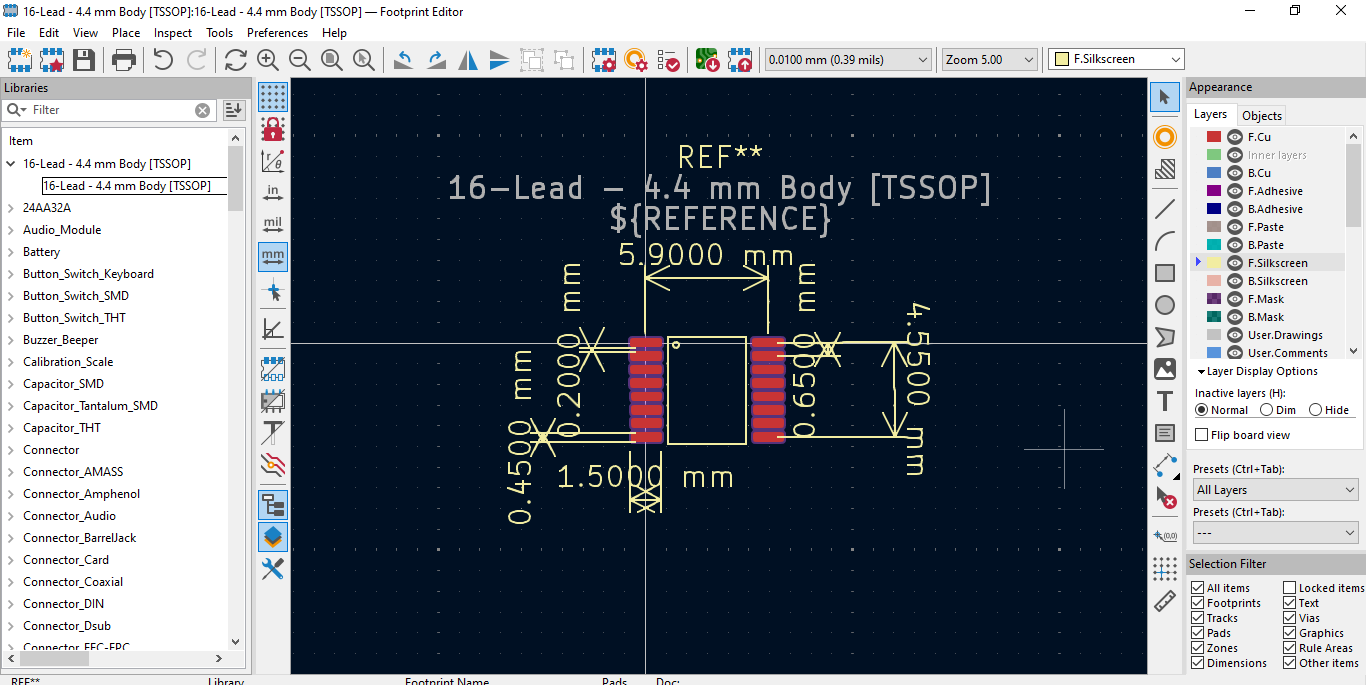 16-Lead - 4.4 mm Body [TSSOP]:16-Lead - 4.4 mm Body [TSSOP] — Footprint Editor
File Edit View Place Inspect Tools Preferences Help
0.0100 mm (0.39 mils)
Zoom 5.00
F.Silkscreen
Libraries
Filter
Item
16-Lead - 4.4 mm Body [TSSOP]
16-Lead - 4.4 mm Body [TSSOP]
24AA32A
Audio_Module
Battery
Button_Switch_Keyboard
Button_Switch_SMD
Button_Switch_THT
Buzzer_Beeper
Calibration_Scale
Capacitor_SMD
Capacitor_Tantalum_SMD
Capacitor_THT
Connector
Connector_AMASS
Connector_Amphenol
Connector_Audio
Connector_BarrelJack
Connector_Card
Connector_Coaxial
Connector_DIN
Connector_Dsub
Connector_FFC-FPC
in
mil
mm
REF**
16-Lead - 4.4 mm Body [TSSOP]
${REFERENCE}
5.9000 mm
0.2000 mm
0.6500 mm
4.5500 mm
0.4500 mm
1.5000 mm
(0,0)
Appearance
Layers Objects
F.Cu
Inner layers
B.Cu
F.Adhesive
B.Adhesive
F.Paste
B.Paste
F.Silkscreen
B.Silkscreen
F.Mask
B.Mask
User.Drawings
User.Comments
Layer Display Options
Inactive layers (H):
Normal Dim Hide
Flip board view
Presets (Ctrl+Tab):
All Layers
Presets (Ctrl+Tab):
---
Selection Filter
All items Locked items
Footprints Text
Tracks Vias
Pads Graphics
Zones Rule Areas
Dimensions Other items
REF** Library Footprint Name Pads Doc: